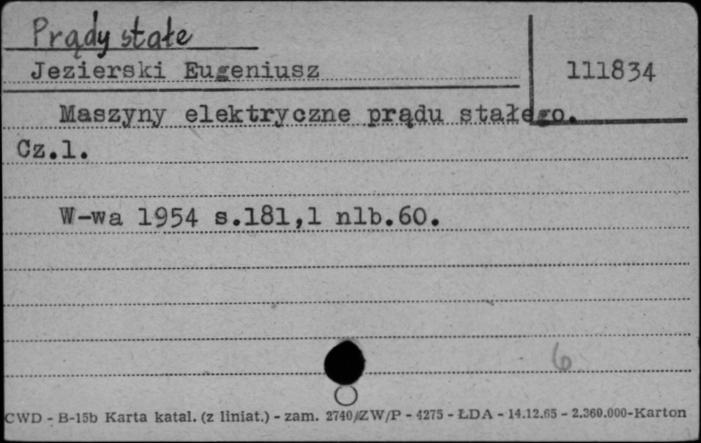 Prądy stałe
Jezierski Eugeniusz 111834
Maszyny elektryczne prądu stałego.
Cz.1.
W-wa 1954 s.181,1 nlb.60.
6
CWD - B-15b Karta katal. (z liniat.) - zam. 2740/ZW/P - 4275 - ŁDA - 14.12.65 - 2.360.000-Karton